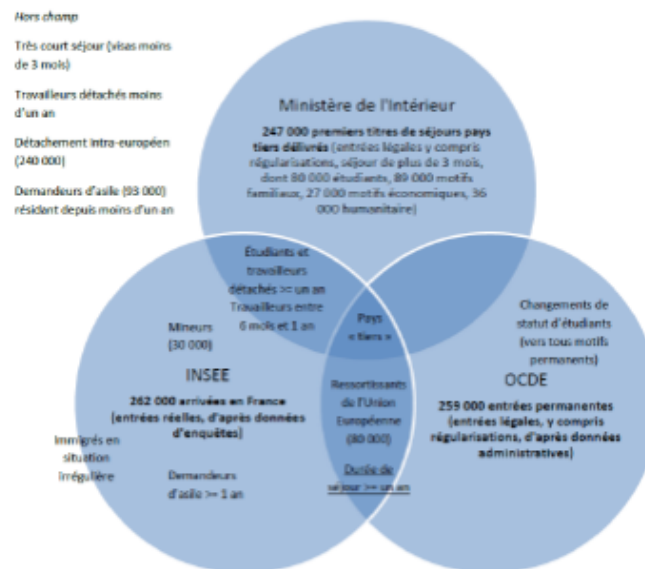 Hors champ
Très court séjour (visas moins
de 3 mois)
Travailleurs détachés moins
d'un an
Détachement intra-européen
(240 000)
Demandeurs d'asile (93 000)
résidant depuis moins d'un an
Ministère de l'Intérieur
247 000 premiers titres de séjours pays
tiers délivrés (entrées légales y compris
régularisations, séjour de plus de 3 mois,
dont 80 000 étudiants, 89 000 motifs
familiaux, 27 000 motifs économiques, 36
000 humanitaire)
Étudiants et
travailleurs
détachés >= un an
Travailleurs entre
6 mois et 1 an
Mineurs
(30 000)
INSEE
262 000 arrivées en France
(entrées réelles, d'après données
d'enquêtes)
Immigrés en
situation
irrégulière
Demandeurs
d'asile >= 1 an
Pays
« tiers »
Ressortissants
de l'Union
Européenne
(80 000)
Durée de
séjour >= un an
Changements de
statut d'étudiants
(vers tous motifs
permanents)
OCDE
259 000 entrées permanentes
(entrées légales, y compris
régularisations, d'après données
administratives)